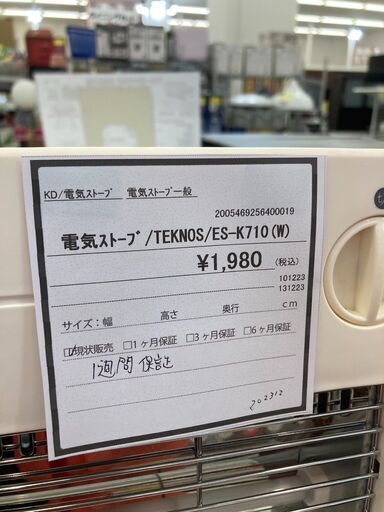 KD/電気ｽﾄｰﾌﾞ 電気ｽﾄｰﾌﾞ一般
2005469256400019
電気ｽﾄｰﾌﾞ/TEKNOS/ES-K710(W)
¥1,980 (税込)
101223
131223
サイズ：幅 高さ 奥行 cm
□現状販売 □1ヶ月保証 □3ヶ月保証 □6ヶ月保証
1週間保証
202312